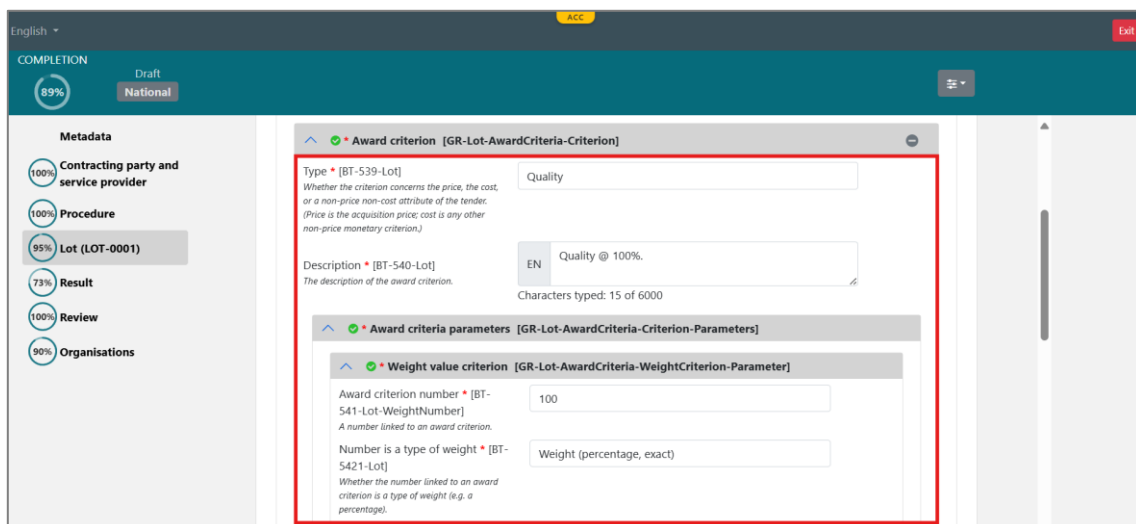 ACC
English
Exit
COMPLETION
89%
Draft
National
Metadata
100%
Contracting party and
service provider
100%
Procedure
95%
Lot (LOT-0001)
73%
Result
100%
Review
90%
Organisations
* Award criterion [GR-Lot-AwardCriteria-Criterion]
Type * [BT-539-Lot]
Whether the criterion concerns the price, the cost,
or a non-price non-cost attribute of the tender.
(Price is the acquisition price; cost is any other
non-price monetary criterion.)
Quality
Description * [BT-540-Lot]
The description of the award criterion.
EN
Quality @ 100%.
Characters typed: 15 of 6000
* Award criteria parameters [GR-Lot-AwardCriteria-Criterion-Parameters]
* Weight value criterion [GR-Lot-AwardCriteria-WeightCriterion-Parameter]
Award criterion number * [BT-
541-Lot-WeightNumber]
A number linked to an award criterion.
100
Number is a type of weight * [BT-
5421-Lot]
Whether the number linked to an award
criterion is a type of weight (e.g. a
percentage).
Weight (percentage, exact)